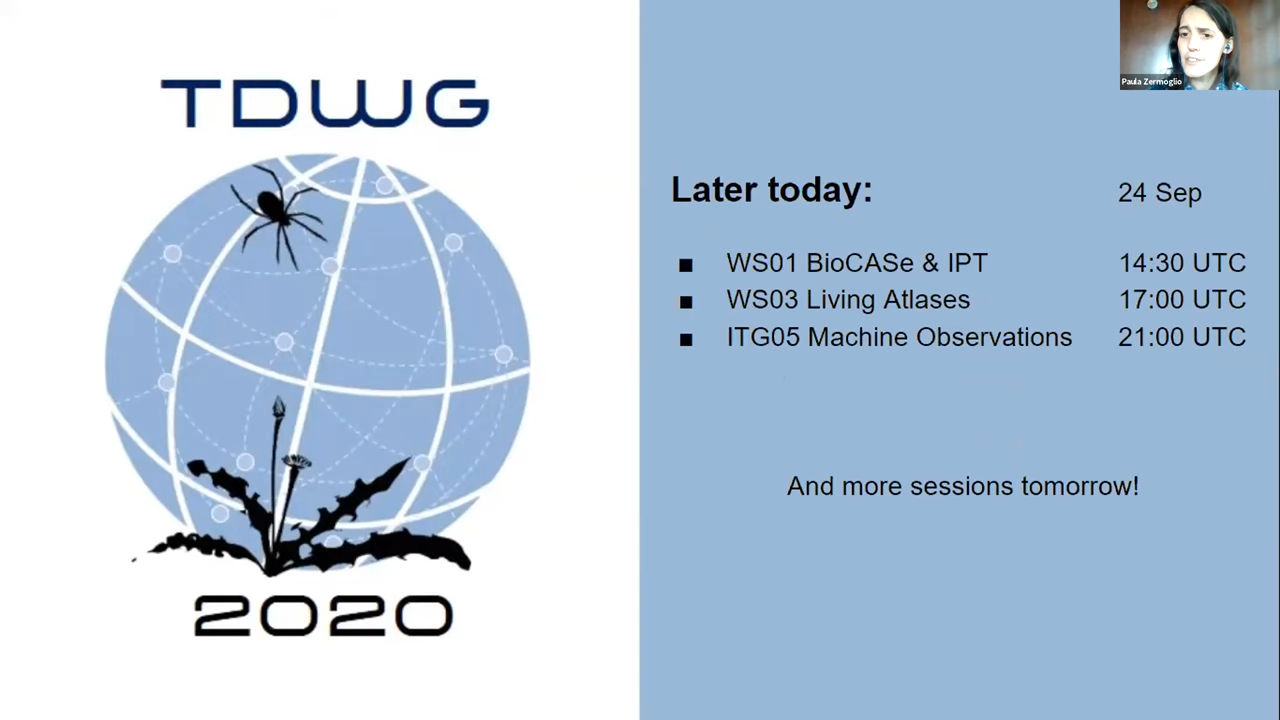 TDWG
2020
Paula Zermoglio
Later today: 24 Sep
■ WS01 BioCASe & IPT 14:30 UTC
■ WS03 Living Atlases 17:00 UTC
■ ITG05 Machine Observations 21:00 UTC
And more sessions tomorrow!